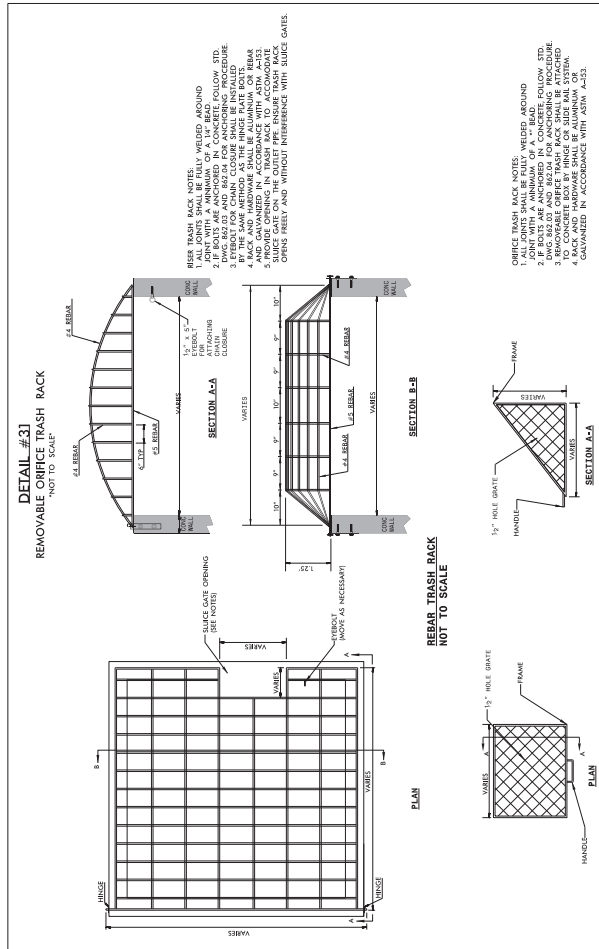 DETAIL #31
REMOVABLE ORIFICE TRASH RACK
"NOT TO SCALE"
HINGE
HINGE
VARIES
A
A
B
B
VARIES
VARIES
VARIES
SLUICE GATE OPENING
(SEE NOTES)
EYEBOLT
(MOVE AS NECESSARY)
PLAN
#4 REBAR
#4 REBAR
6" TYP
#5 REBAR
CONC
WALL
CONC
WALL
VARIES
½" x 6"
EYEBOLT
FOR
ATTACHING
CHAIN
CLOSURE
SECTION A-A
VARIES
10"
9"
9"
9"
9"
9"
9"
10"
1.25'
#4 REBAR
#5 REBAR
#4 REBAR
CONC
WALL
CONC
WALL
VARIES
SECTION B-B
REBAR TRASH RACK
NOT TO SCALE
RISER TRASH RACK NOTES:
1. ALL JOINTS SHALL BE FULLY WELDED AROUND
JOINT WITH A MINIMUM OF A 1/4" BEAD.
2. IF BOLTS ARE ANCHORED IN CONCRETE, FOLLOW STD.
DWG. 862.03 AND 862.04 FOR ANCHORING PROCEDURE.
3. EYEBOLT FOR CHAIN CLOSURE SHALL BE INSTALLED
BY THE SAME METHOD AS THE HINGE PLATE BOLTS.
4. RACK AND HARDWARE SHALL BE ALUMINUM OR REBAR
AND GALVANIZED IN ACCORDANCE WITH ASTM A-153.
5. PROVIDE OPENING IN TRASH RACK TO ACCOMODATE
SLUICE GATE ON THE OUTLET PIPE. ENSURE TRASH RACK
OPENS FREELY AND WITHOUT INTERFERENCE WITH SLUICE GATES.
½" HOLE GRATE
VARIES
A
A
FRAME
HANDLE
PLAN
½" HOLE GRATE
FRAME
VARIES
VARIES
HANDLE
SECTION A-A
ORIFICE TRASH RACK NOTES:
1. ALL JOINTS SHALL BE FULLY WELDED AROUND
JOINT WITH A MINIMUM OF A " BEAD.
2. IF BOLTS ARE ANCHORED IN CONCRETE, FOLLOW STD.
DWG. 862.03 AND 862.04 FOR ANCHORING PROCEDURE.
3. REMOVEABLE ORIFICE TRASH RACK SHALL BE ATTACHED
TO CONCRETE BOX BY HINGE OR SLIDE RAIL SYSTEM.
4. RACK AND HARDWARE SHALL BE ALUMINUM OR
GALVANIZED IN ACCORDANCE WITH ASTM A-153.